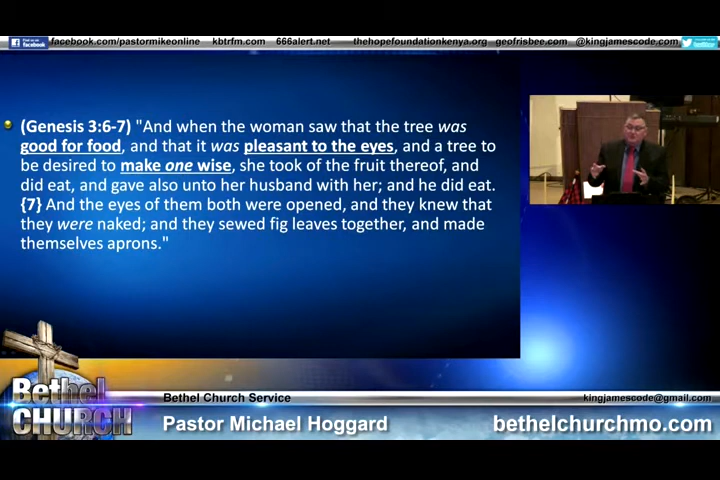 facebook.com/pastormikeonline kbtrfm.com 666alert.net thehopefoundationkenya.org geofrisbee.com @kingjamescode.com
(Genesis 3:6-7) "And when the woman saw that the tree was
good for food, and that it was pleasant to the eyes, and a tree to
be desired to make one wise, she took of the fruit thereof, and
did eat, and gave also unto her husband with her; and he did eat.
{7} And the eyes of them both were opened, and they knew that
they were naked; and they sewed fig leaves together, and made
themselves aprons."
Bethel
CHURCH
Bethel Church Service
kingjamescode@gmail.com
Pastor Michael Hoggard
bethelchurchmo.com